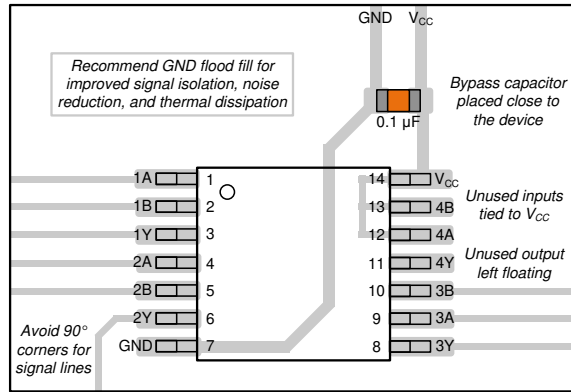 GND V_CC
Recommend GND flood fill for
improved signal isolation, noise
reduction, and thermal dissipation
Bypass capacitor
placed close to
the device
0.1 µF
1A 1 14 V_CC
1B 2 13 4B
1Y 3 12 4A
2A 4 11 4Y
2B 5 10 3B
2Y 6 9 3A
GND 7 8 3Y
Unused inputs
tied to V_CC
Unused output
left floating
Avoid 90°
corners for
signal lines